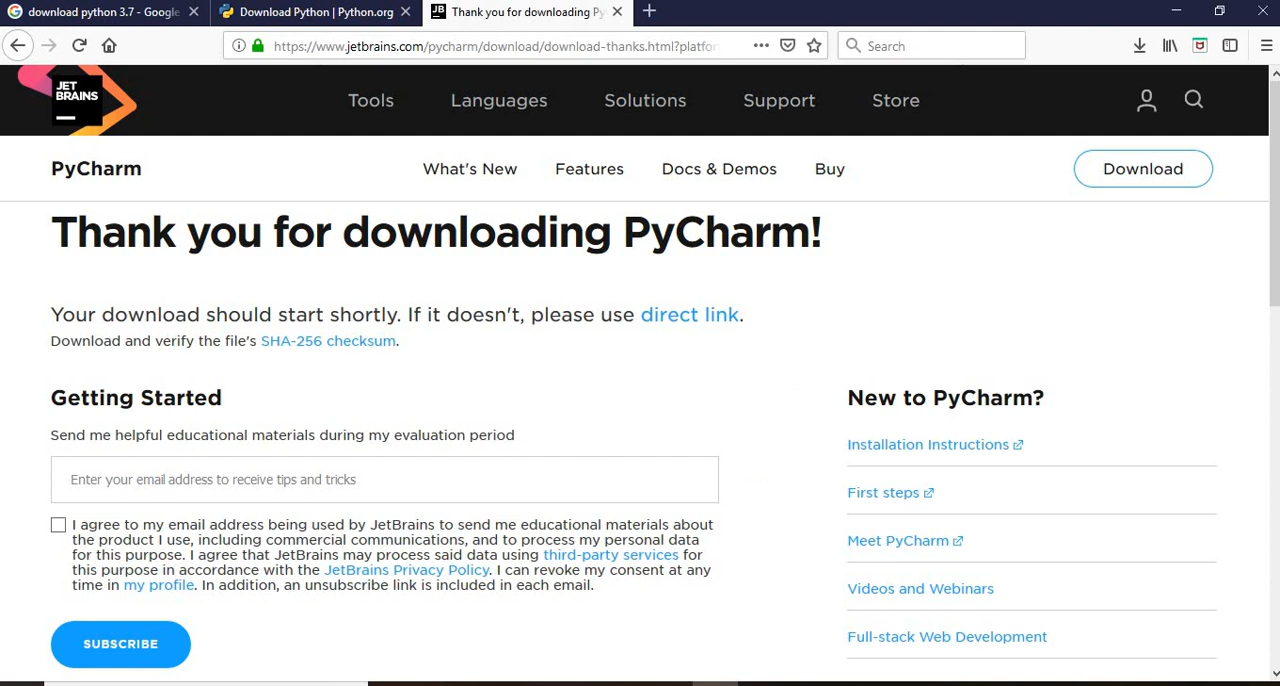 download python 3.7 - Google
Download Python | Python.org
JB
Thank you for downloading Py
https://www.jetbrains.com/pycharm/download/download-thanks.html?platfor
Search
JET
BRAINS
Tools
Languages
Solutions
Support
Store
PyCharm
What's New
Features
Docs & Demos
Buy
Download
Thank you for downloading PyCharm!
Your download should start shortly. If it doesn't, please use direct link.
Download and verify the file's SHA-256 checksum.
Getting Started
Send me helpful educational materials during my evaluation period
Enter your email address to receive tips and tricks
I agree to my email address being used by JetBrains to send me educational materials about
the product I use, including commercial communications, and to process my personal data
for this purpose. I agree that JetBrains may process said data using third-party services for
this purpose in accordance with the JetBrains Privacy Policy. I can revoke my consent at any
time in my profile. In addition, an unsubscribe link is included in each email.
SUBSCRIBE
New to PyCharm?
Installation Instructions
First steps
Meet PyCharm
Videos and Webinars
Full-stack Web Development